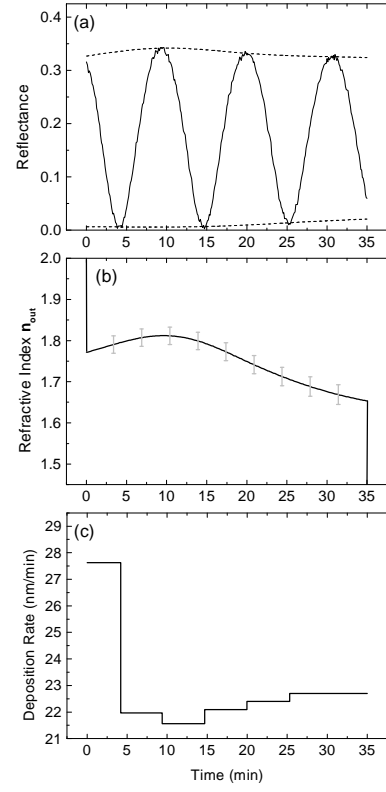 (a)
0.4
0.3
0.2
0.1
0.0
Reflectance
0 5 10 15 20 25 30 35
(b)
2.0
1.9
1.8
1.7
1.6
1.5
Refractive Index n_out
0 5 10 15 20 25 30 35
(c)
29
28
27
26
25
24
23
22
21
Deposition Rate (nm/min)
0 5 10 15 20 25 30 35
Time (min)